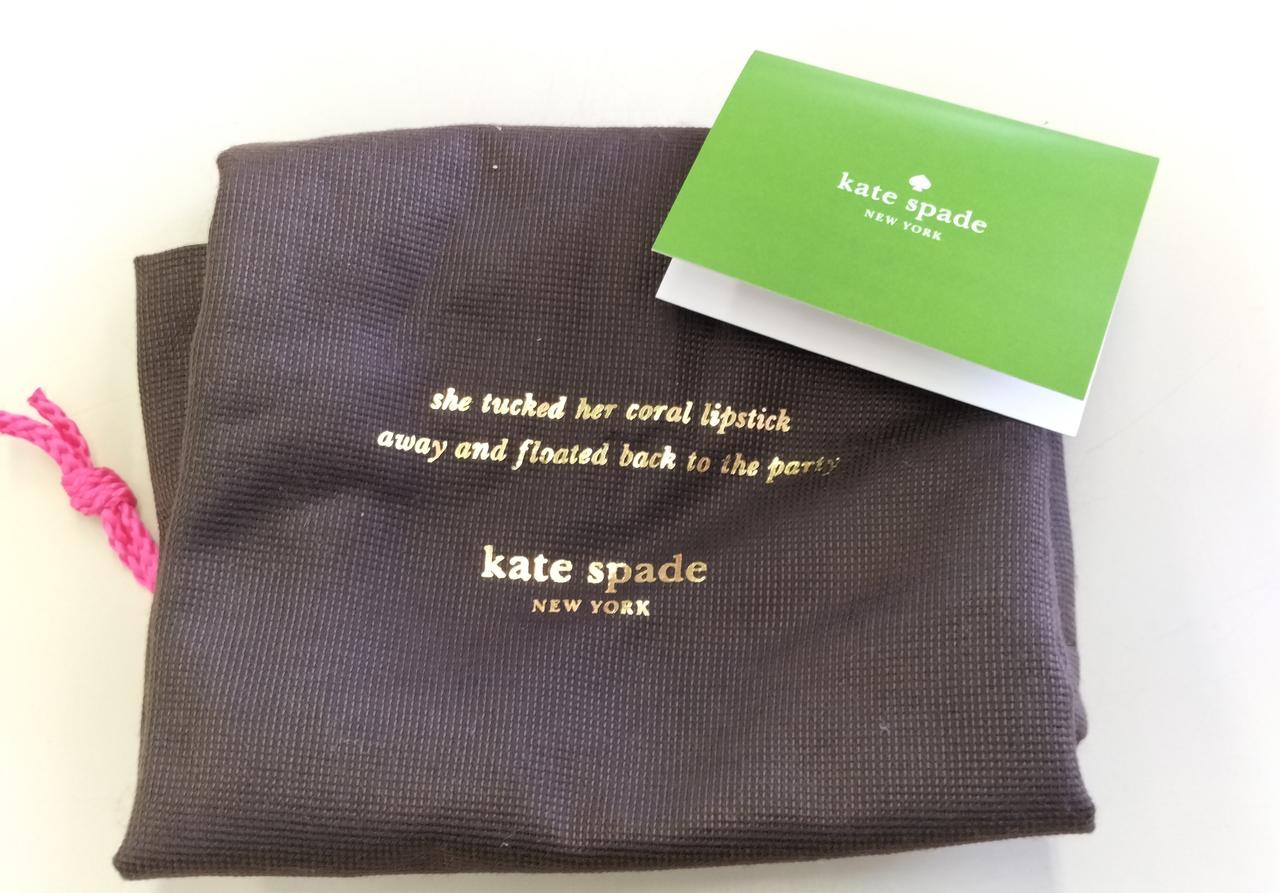 kate spade
NEW YORK
she tucked her coral lipstick
away and floated back to the party
kate spade
NEW YORK